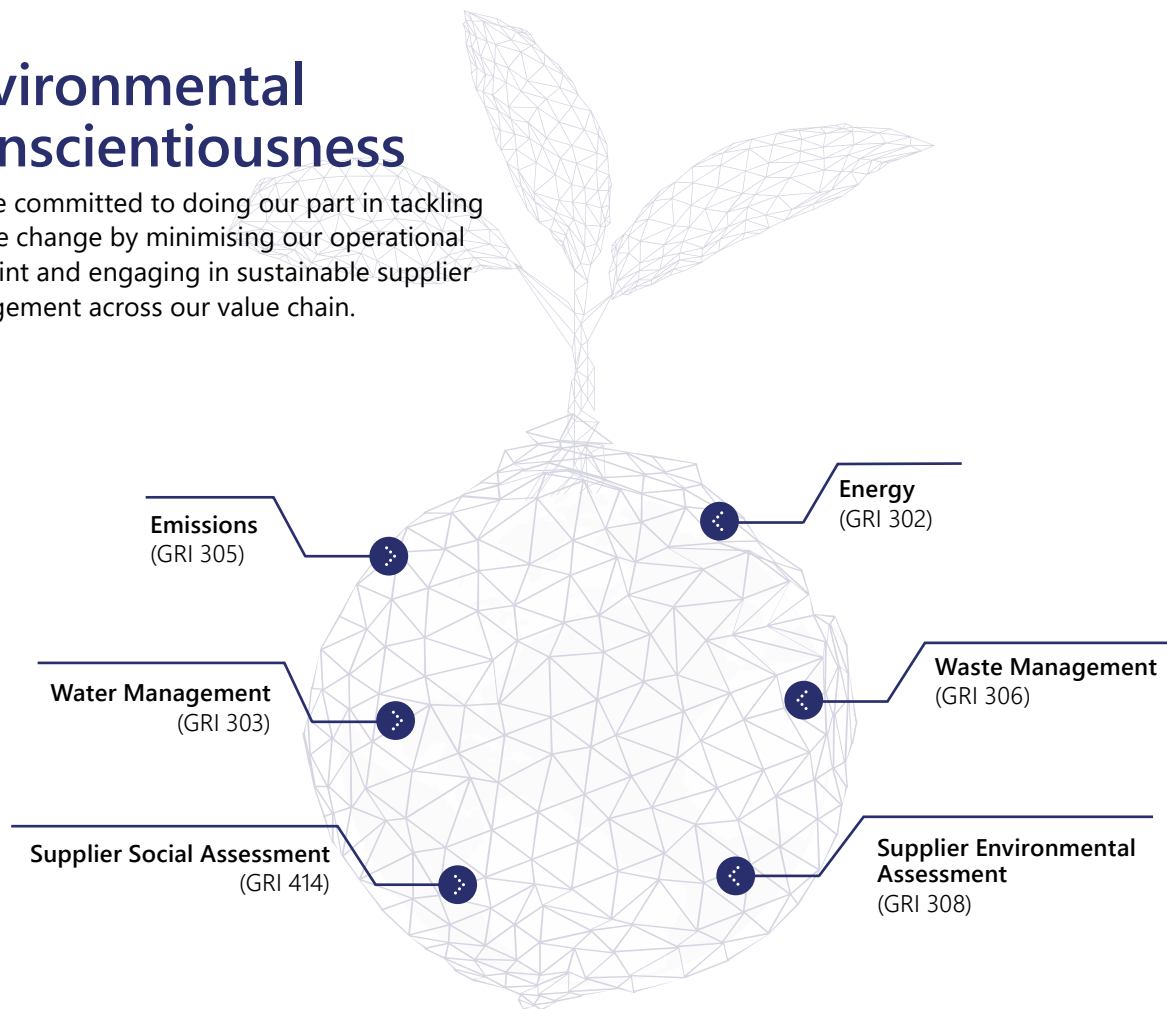 vironmental
nscientiousness
e committed to doing our part in tackling
e change by minimising our operational
int and engaging in sustainable supplier
gement across our value chain.
Emissions
(GRI 305)
Energy
(GRI 302)
Water Management
(GRI 303)
Waste Management
(GRI 306)
Supplier Social Assessment
(GRI 414)
Supplier Environmental
Assessment
(GRI 308)